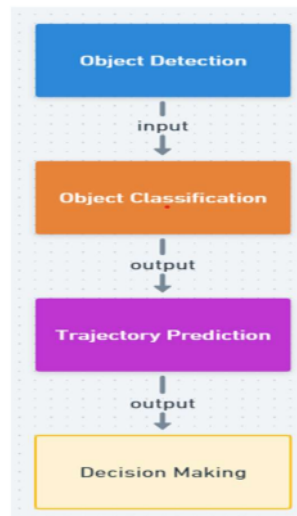 Object Detection
input
Object Classification
output
Trajectory Prediction
output
Decision Making